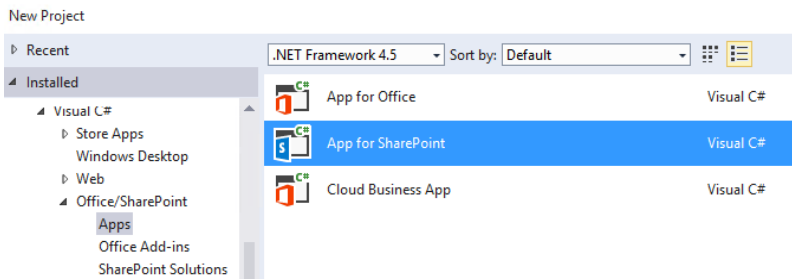 New Project
Recent
.NET Framework 4.5 Sort by: Default
Installed
Visual C#
Store Apps
Windows Desktop
Web
Office/SharePoint
Apps
Office Add-ins
SharePoint Solutions
C# App for Office Visual C#
C# S App for SharePoint Visual C#
C# Cloud Business App Visual C#